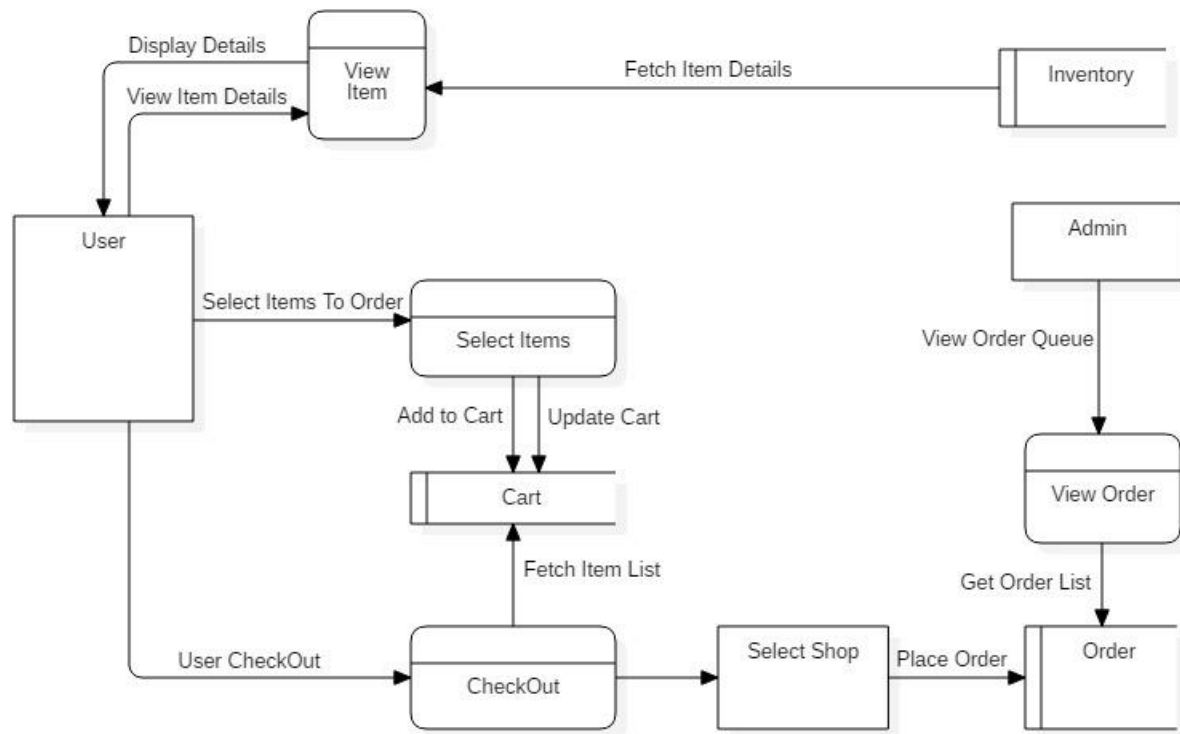 Display Details
View
Item
Fetch Item Details
Inventory
View Item Details
User
Admin
Select Items To Order
Select Items
View Order Queue
Add to Cart
Update Cart
Cart
View Order
Fetch Item List
Get Order List
User CheckOut
CheckOut
Select Shop
Place Order
Order